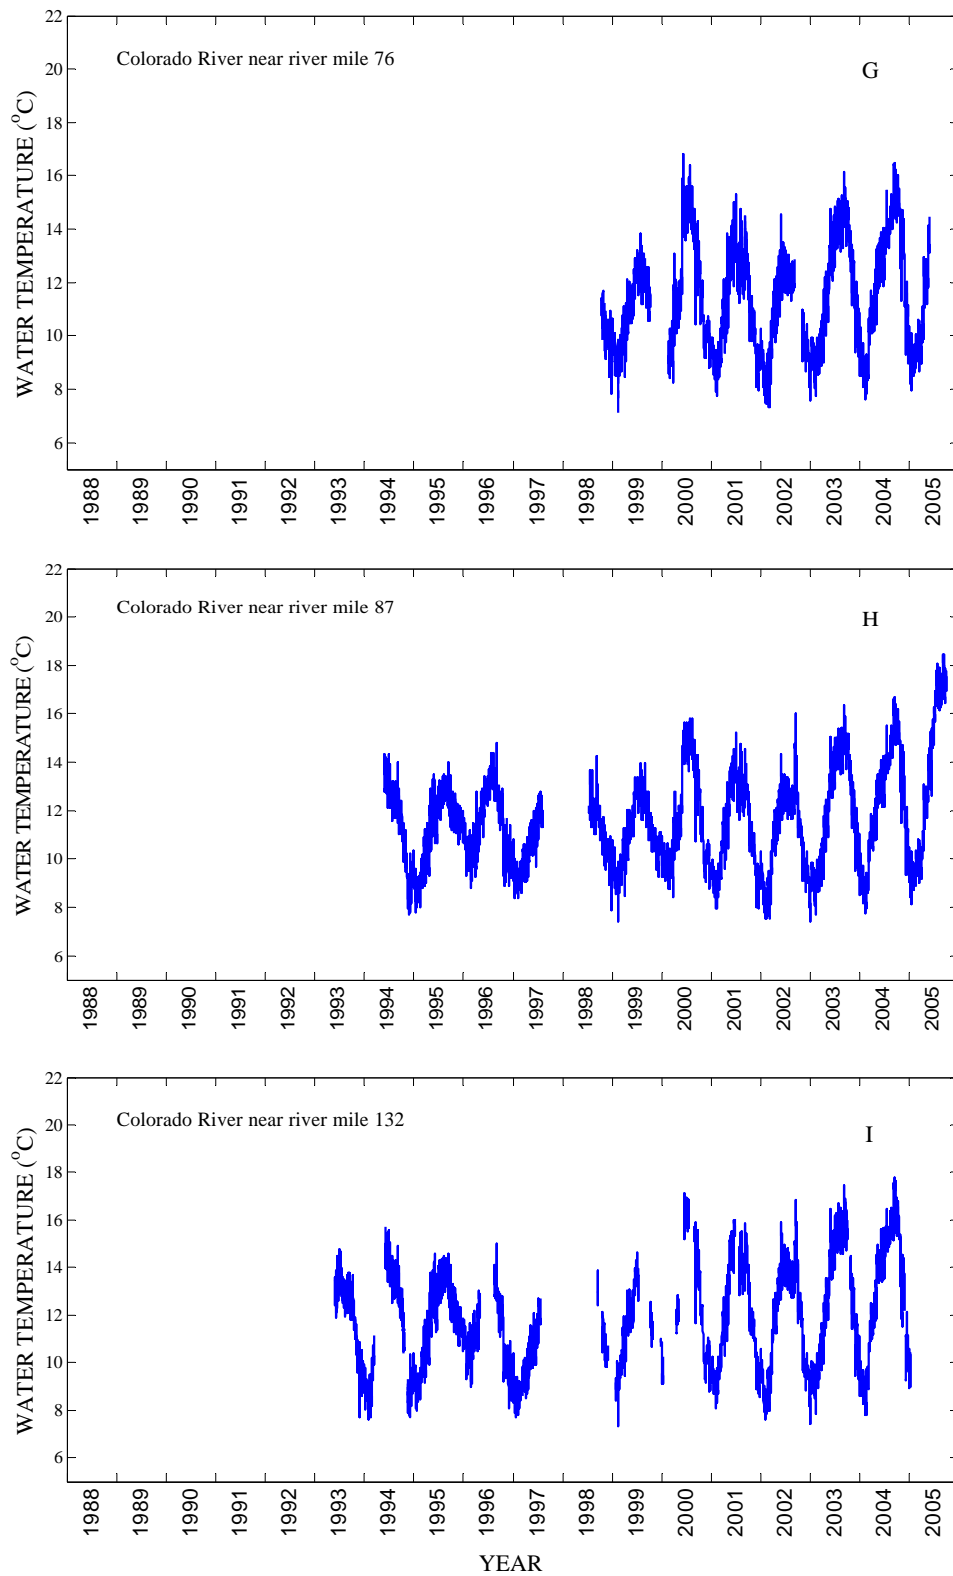 22
Colorado River near river mile 76
G
20
18
16
14
12
10
8
6
WATER TEMPERATURE (°C)
1988 1989 1990 1991 1992 1993 1994 1995 1996 1997 1998 1999 2000 2001 2002 2003 2004 2005
22
Colorado River near river mile 87
H
20
18
16
14
12
10
8
6
WATER TEMPERATURE (°C)
1988 1989 1990 1991 1992 1993 1994 1995 1996 1997 1998 1999 2000 2001 2002 2003 2004 2005
22
Colorado River near river mile 132
I
20
18
16
14
12
10
8
6
WATER TEMPERATURE (°C)
1988 1989 1990 1991 1992 1993 1994 1995 1996 1997 1998 1999 2000 2001 2002 2003 2004 2005
YEAR